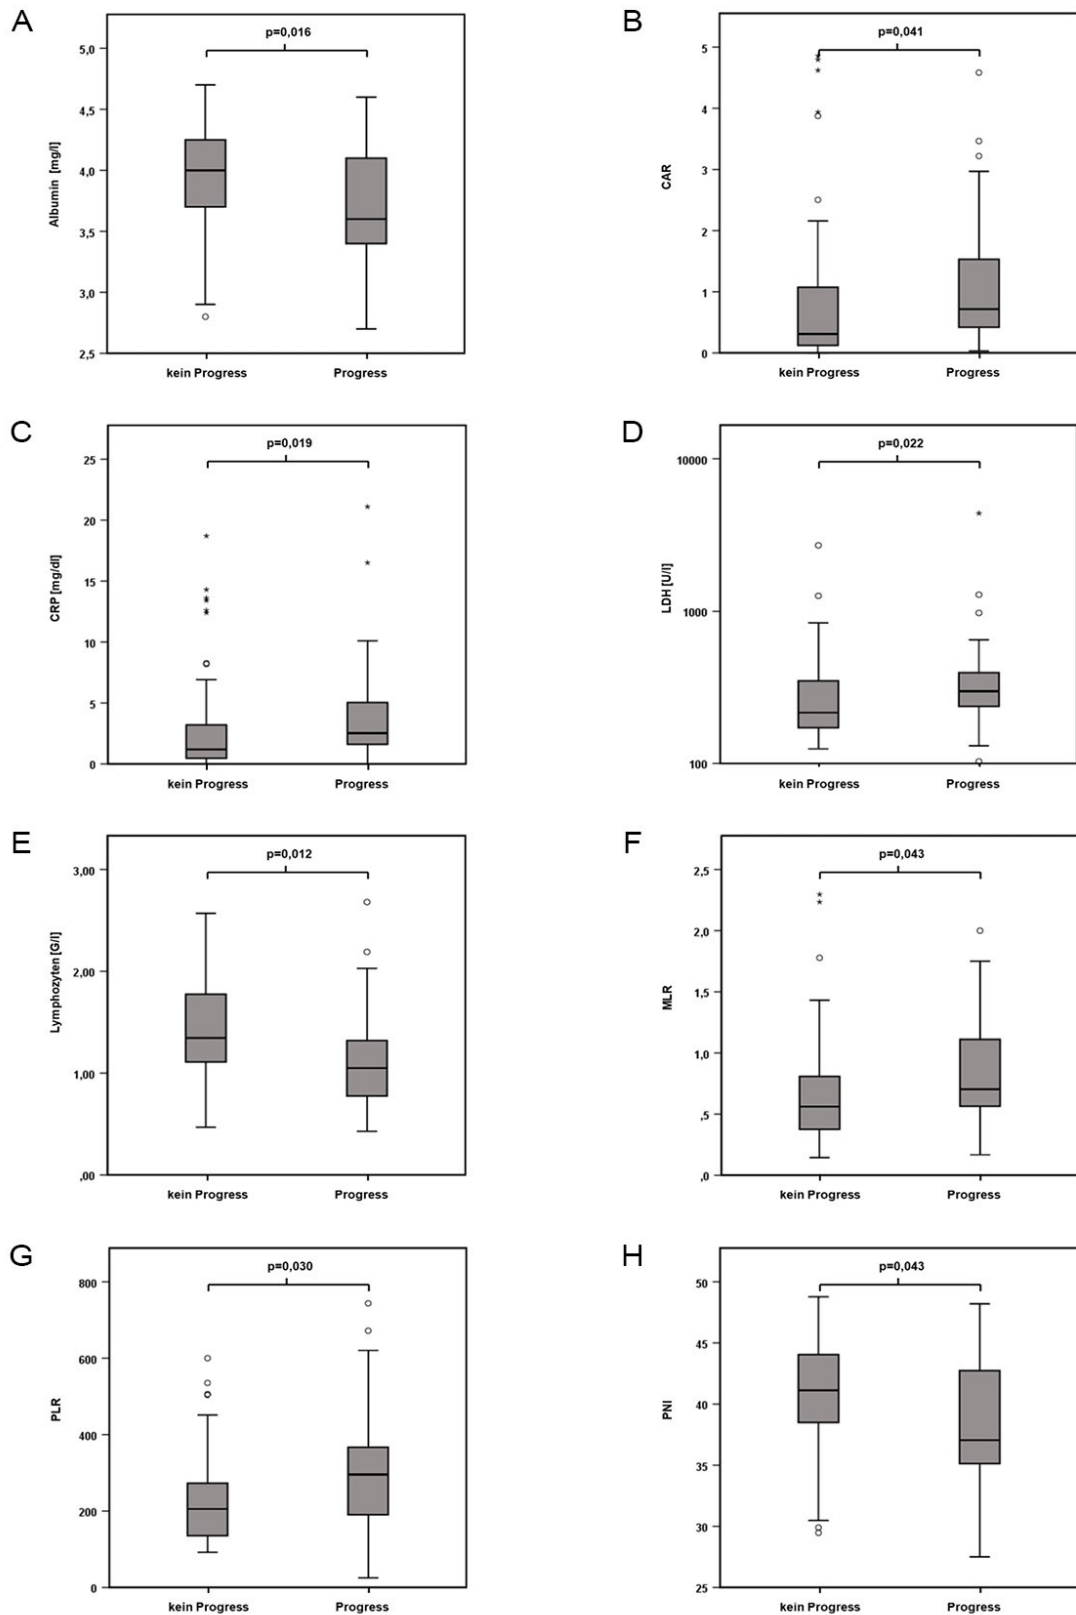 A
p=0,016
5,0
4,5
4,0
3,5
3,0
2,5
Albumin [mg/l]
kein Progress
Progress
B
p=0,041
5
4
3
2
1
0
CAR
kein Progress
Progress
C
p=0,019
25
20
15
10
5
0
CRP [mg/dl]
kein Progress
Progress
D
p=0,022
10000
1000
100
LDH [U/l]
kein Progress
Progress
E
p=0,012
3,00
2,00
1,00
,00
Lymphozyten [G/l]
kein Progress
Progress
F
p=0,043
2,5
2,0
1,5
1,0
,5
,0
MLR
kein Progress
Progress
G
p=0,030
800
600
400
200
0
PLR
kein Progress
Progress
H
p=0,043
50
45
40
35
30
25
PNI
kein Progress
Progress